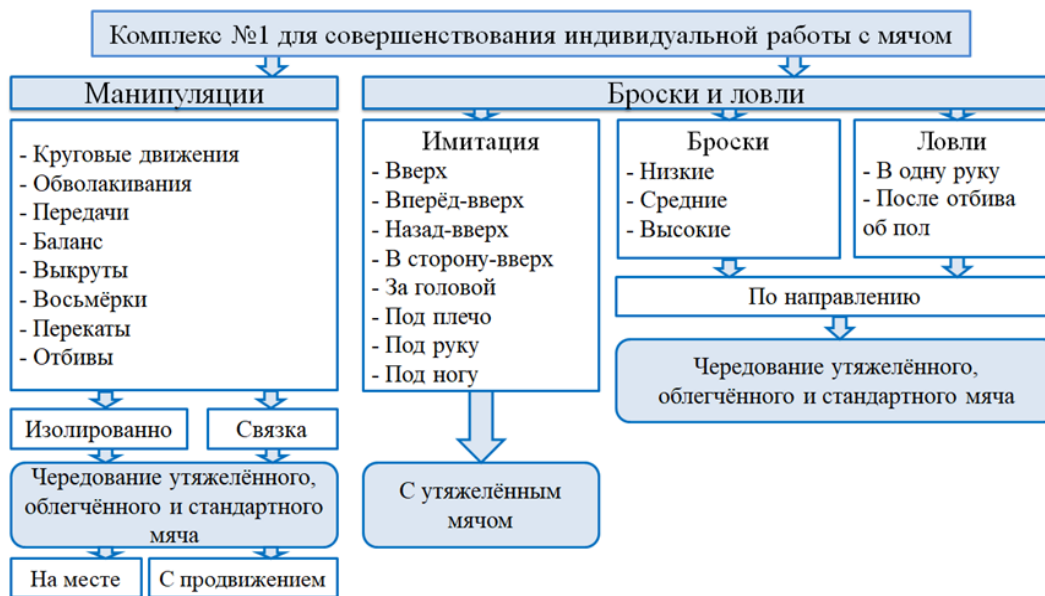 Комплекс №1 для совершенствования индивидуальной работы с мячом
Манипуляции
- Круговые движения
- Обволакивания
- Передачи
- Баланс
- Выкруты
- Восьмёрки
- Перекаты
- Отбивы
Изолированно
Связка
Чередование утяжелённого,
облегчённого и стандартного
мяча
На месте
С продвижением
Броски и ловли
Имитация
- Вверх
- Вперёд-вверх
- Назад-вверх
- В сторону-вверх
- За головой
- Под плечо
- Под руку
- Под ногу
С утяжелённым
мячом
Броски
- Низкие
- Средние
- Высокие
Ловли
- В одну руку
- После отбива
об пол
По направлению
Чередование утяжелённого,
облегчённого и стандартного мяча